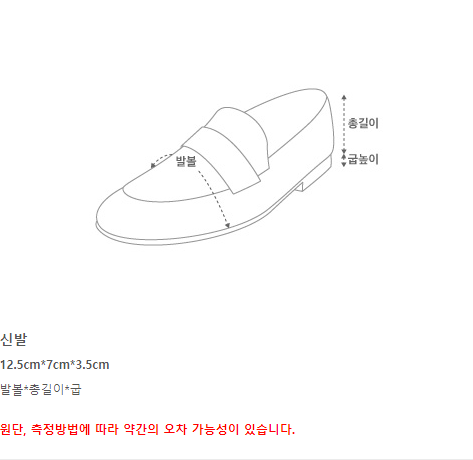 총길이
발볼
굽높이
신발
12.5cm*7cm*3.5cm
발볼*총길이*굽
원단, 측정방법에 따라 약간의 오차 가능성이 있습니다.